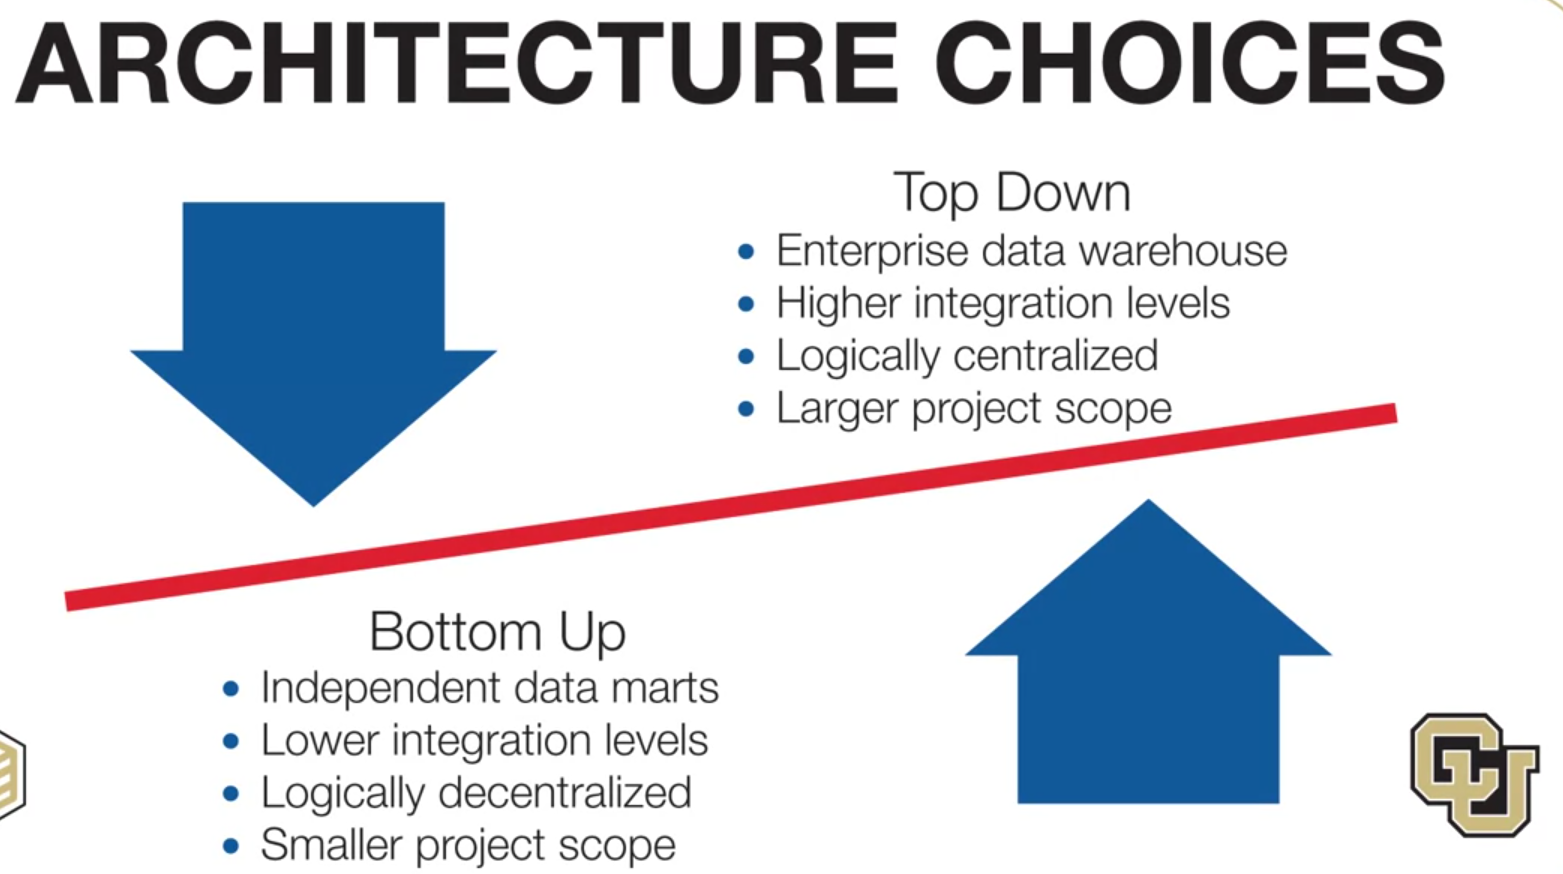 ARCHITECTURE CHOICES
Top Down
• Enterprise data warehouse
• Higher integration levels
• Logically centralized
• Larger project scope
Bottom Up
• Independent data marts
• Lower integration levels
• Logically decentralized
• Smaller project scope
CU